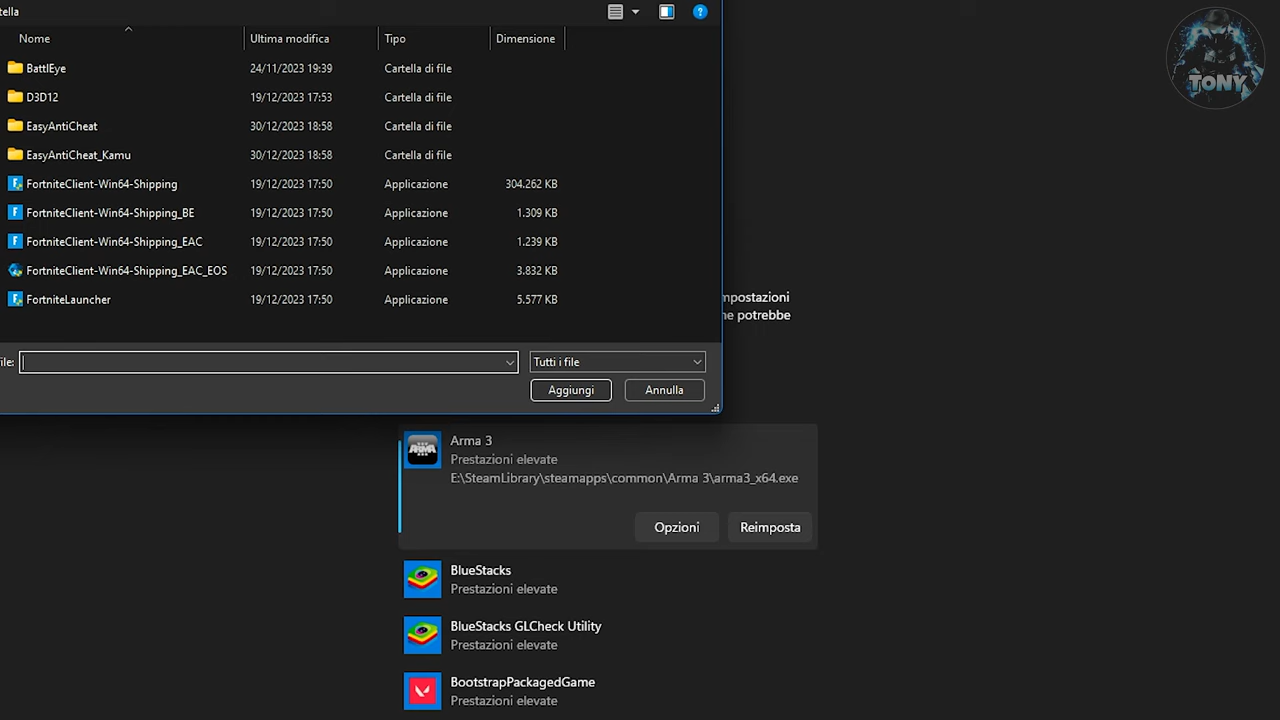 tella
Nome Ultima modifica Tipo Dimensione
BattlEye 24/11/2023 19:39 Cartella di file
D3D12 19/12/2023 17:53 Cartella di file
EasyAntiCheat 30/12/2023 18:58 Cartella di file
EasyAntiCheat_Kamu 30/12/2023 18:58 Cartella di file
FortniteClient-Win64-Shipping 19/12/2023 17:50 Applicazione 304.262 KB
FortniteClient-Win64-Shipping_BE 19/12/2023 17:50 Applicazione 1.309 KB
FortniteClient-Win64-Shipping_EAC 19/12/2023 17:50 Applicazione 1.239 KB
FortniteClient-Win64-Shipping_EAC_EOS 19/12/2023 17:50 Applicazione 3.832 KB
FortniteLauncher 19/12/2023 17:50 Applicazione 5.577 KB
file: Tutti i file
Aggiungi Annulla
mpostazioni
ne potrebbe
Arma 3
Prestazioni elevate
E:\SteamLibrary\steamapps\common\Arma 3\arma3_x64.exe
Opzioni Reimposta
BlueStacks
Prestazioni elevate
BlueStacks GLCheck Utility
Prestazioni elevate
BootstrapPackagedGame
Prestazioni elevate
TONY
ARMA